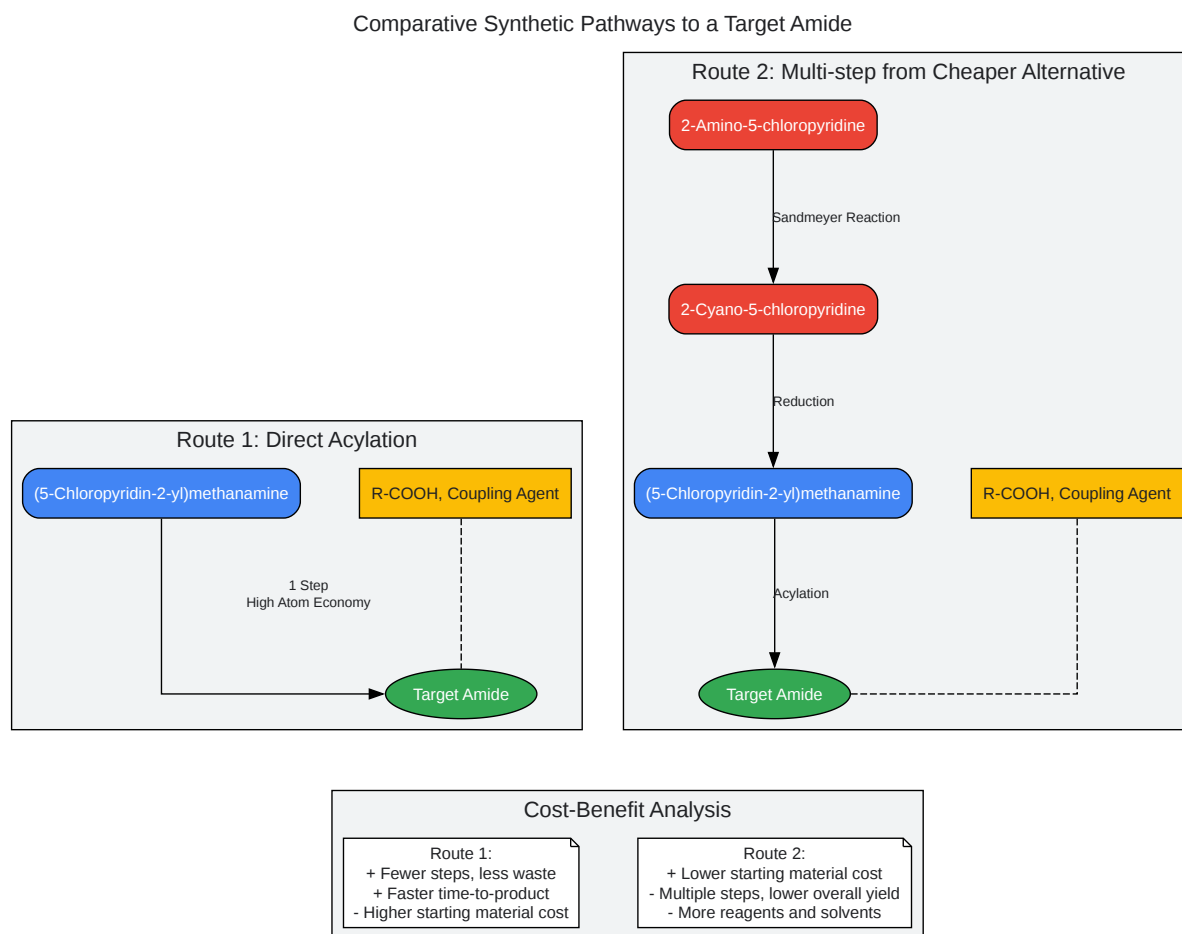 Comparative Synthetic Pathways to a Target Amide
Route 2: Multi-step from Cheaper Alternative
2-Amino-5-chloropyridine
Sandmeyer Reaction
2-Cyano-5-chloropyridine
Reduction
(5-Chloropyridin-2-yl)methanamine
R-COOH, Coupling Agent
Acylation
Target Amide
Route 1: Direct Acylation
(5-Chloropyridin-2-yl)methanamine
R-COOH, Coupling Agent
1 Step
High Atom Economy
Target Amide
Cost-Benefit Analysis
Route 1:
+ Fewer steps, less waste
+ Faster time-to-product
- Higher starting material cost
Route 2:
+ Lower starting material cost
- Multiple steps, lower overall yield
- More reagents and solvents